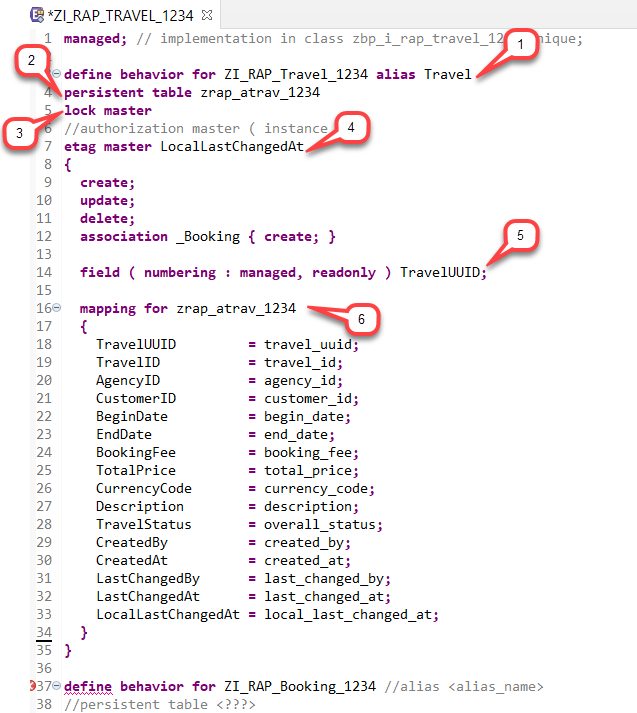 *ZI_RAP_TRAVEL_1234
1 managed; // implementation in class zbp_i_rap_travel_12 nique;
1
2
define behavior for ZI_RAP_Travel_1234 alias Travel
4 persistent table zrap_atrav_1234
5 lock master
3
6 //authorization master ( instance
4
7 etag master LocalLastChangedAt
8 {
9 create;
10 update;
11 delete;
12 association _Booking { create; }
5
13
14 field ( numbering : managed, readonly ) TravelUUID;
15
16 mapping for zrap_atrav_1234
6
17 {
18 TravelUUID = travel_uuid;
19 TravelID = travel_id;
20 AgencyID = agency_id;
21 CustomerID = customer_id;
22 BeginDate = begin_date;
23 EndDate = end_date;
24 BookingFee = booking_fee;
25 TotalPrice = total_price;
26 CurrencyCode = currency_code;
27 Description = description;
28 TravelStatus = overall_status;
29 CreatedBy = created_by;
30 CreatedAt = created_at;
31 LastChangedBy = last_changed_by;
32 LastChangedAt = last_changed_at;
33 LocalLastChangedAt = local_last_changed_at;
34 }
35 }
36
37 define behavior for ZI_RAP_Booking_1234 //alias <alias_name>
38 //persistent table <???>